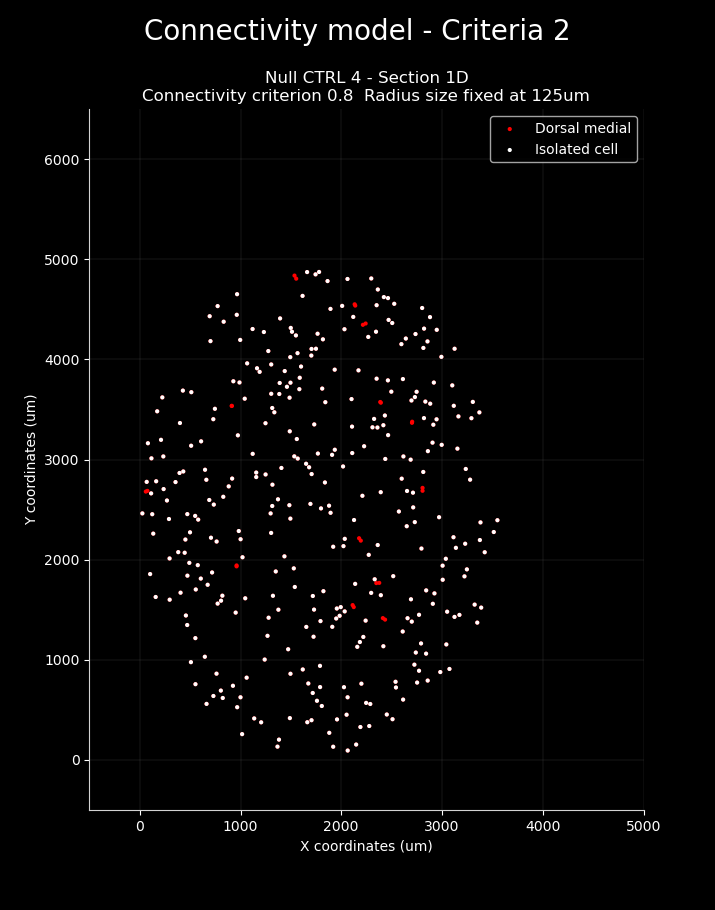 Connectivity model - Criteria 2
Null CTRL 4 - Section 1D
Connectivity criterion 0.8  Radius size fixed at 125um
Dorsal medial
Isolated cell
6000
5000
4000
3000
2000
1000
0
Y coordinates (um)
0
1000
2000
3000
4000
5000
X coordinates (um)